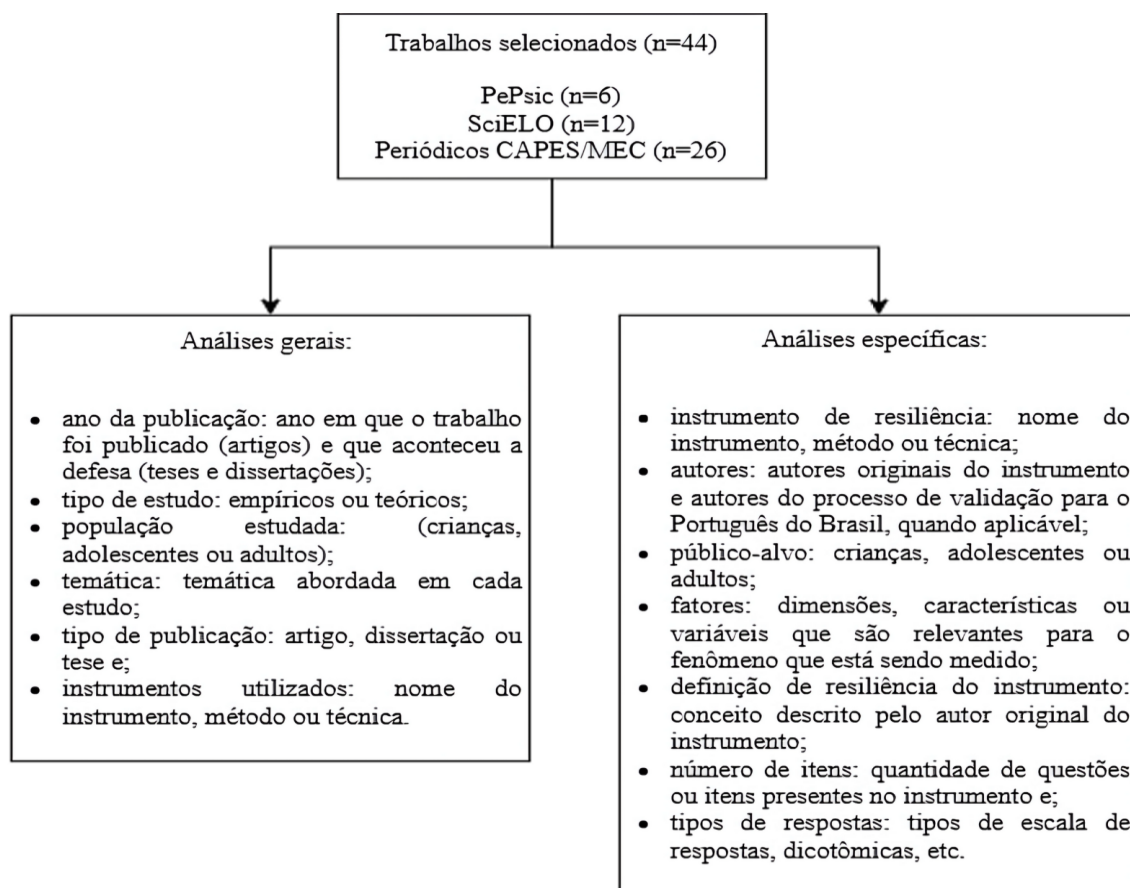 Trabalhos selecionados (n=44)
PePsic (n=6)
SciELO (n=12)
Periódicos CAPES/MEC (n=26)
Análises gerais:
• ano da publicação: ano em que o trabalho
foi publicado (artigos) e que aconteceu a
defesa (teses e dissertações);
• tipo de estudo: empíricos ou teóricos;
• população estudada: (crianças,
adolescentes ou adultos);
• temática: temática abordada em cada
estudo;
• tipo de publicação: artigo, dissertação ou
tese e;
• instrumentos utilizados: nome do
instrumento, método ou técnica.
Análises específicas:
• instrumento de resiliência: nome do
instrumento, método ou técnica;
• autores: autores originais do instrumento
e autores do processo de validação para o
Português do Brasil, quando aplicável;
• público-alvo: crianças, adolescentes ou
adultos;
• fatores: dimensões, características ou
variáveis que são relevantes para o
fenômeno que está sendo medido;
• definição de resiliência do instrumento:
conceito descrito pelo autor original do
instrumento;
• número de itens: quantidade de questões
ou itens presentes no instrumento e;
• tipos de respostas: tipos de escala de
respostas, dicotômicas, etc.